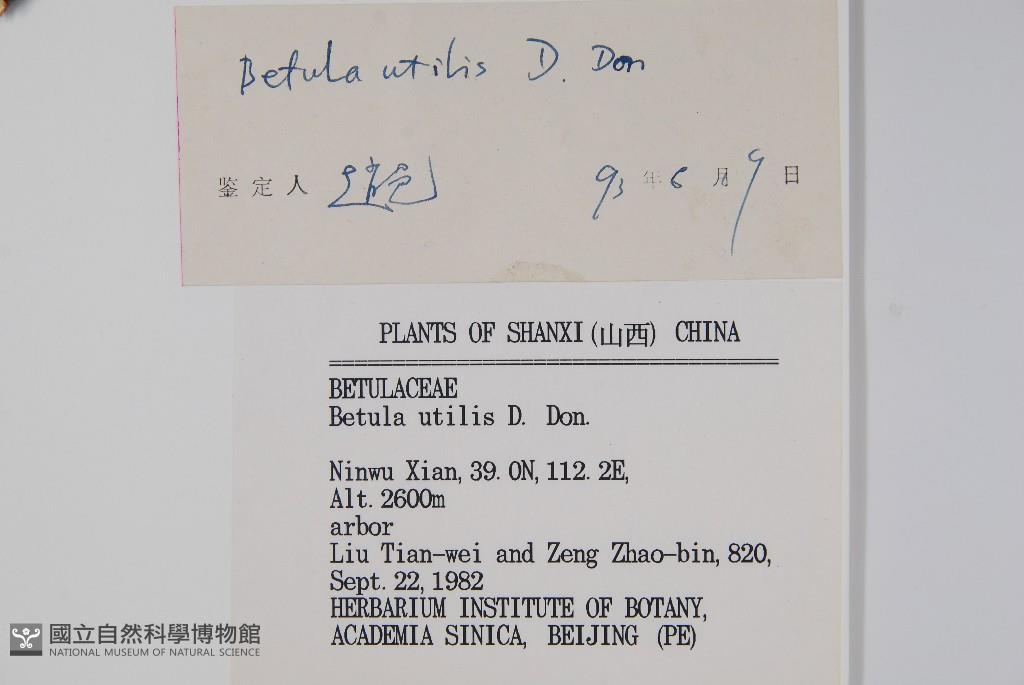 Betula utilis D. Don
鉴定人
93年6月9日
PLANTS OF SHANXI (山西) CHINA
BETULACEAE
Betula utilis D. Don.
Ninwu Xian, 39.0N, 112.2E,
Alt. 2600m
arbor
Liu Tian-wei and Zeng Zhao-bin, 820,
Sept. 22, 1982
HERBARIUM INSTITUTE OF BOTANY,
ACADEMIA SINICA, BEIJING (PE)
國立自然科學博物館
NATIONAL MUSEUM OF NATURAL SCIENCE